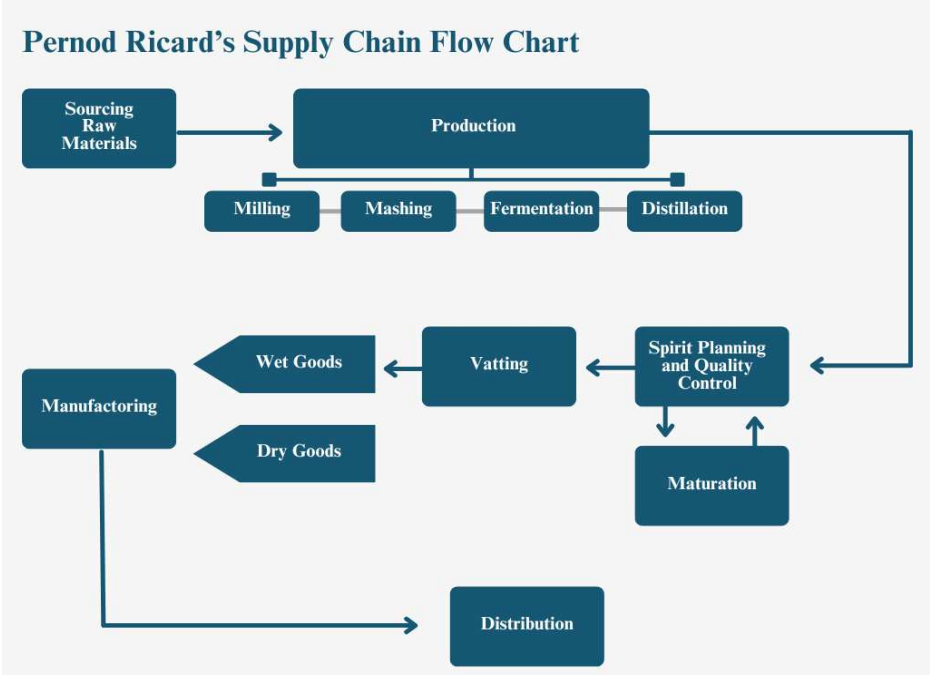 Pernod Ricard's Supply Chain Flow Chart
Sourcing
Raw
Materials
Production
Milling
Mashing
Fermentation
Distillation
Wet Goods
Vatting
Spirit Planning
and Quality
Control
Manufactoring
Dry Goods
Maturation
Distribution